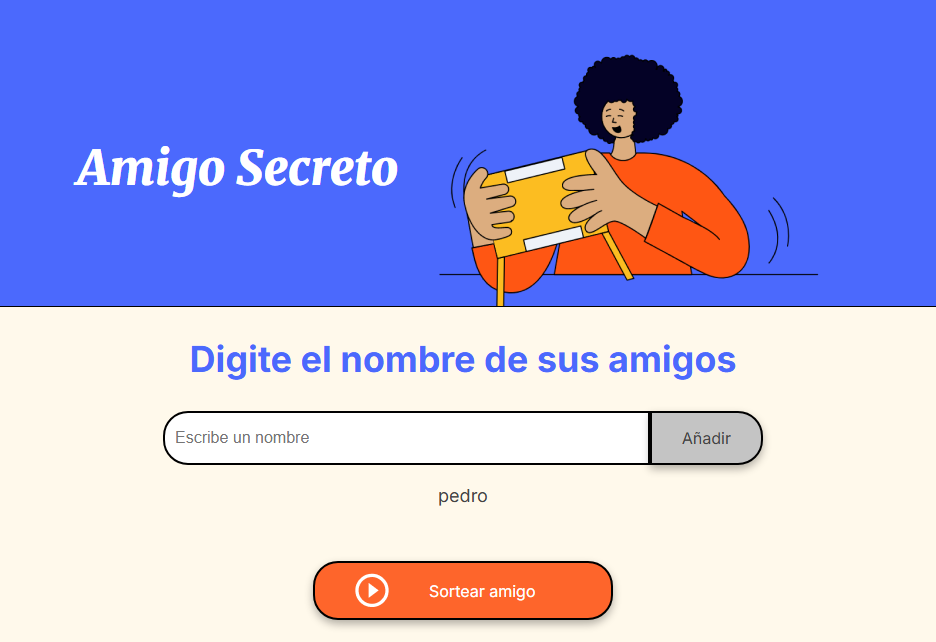 Amigo Secreto
Digite el nombre de sus amigos
Escribe un nombre
Añadir
pedro
Sortear amigo